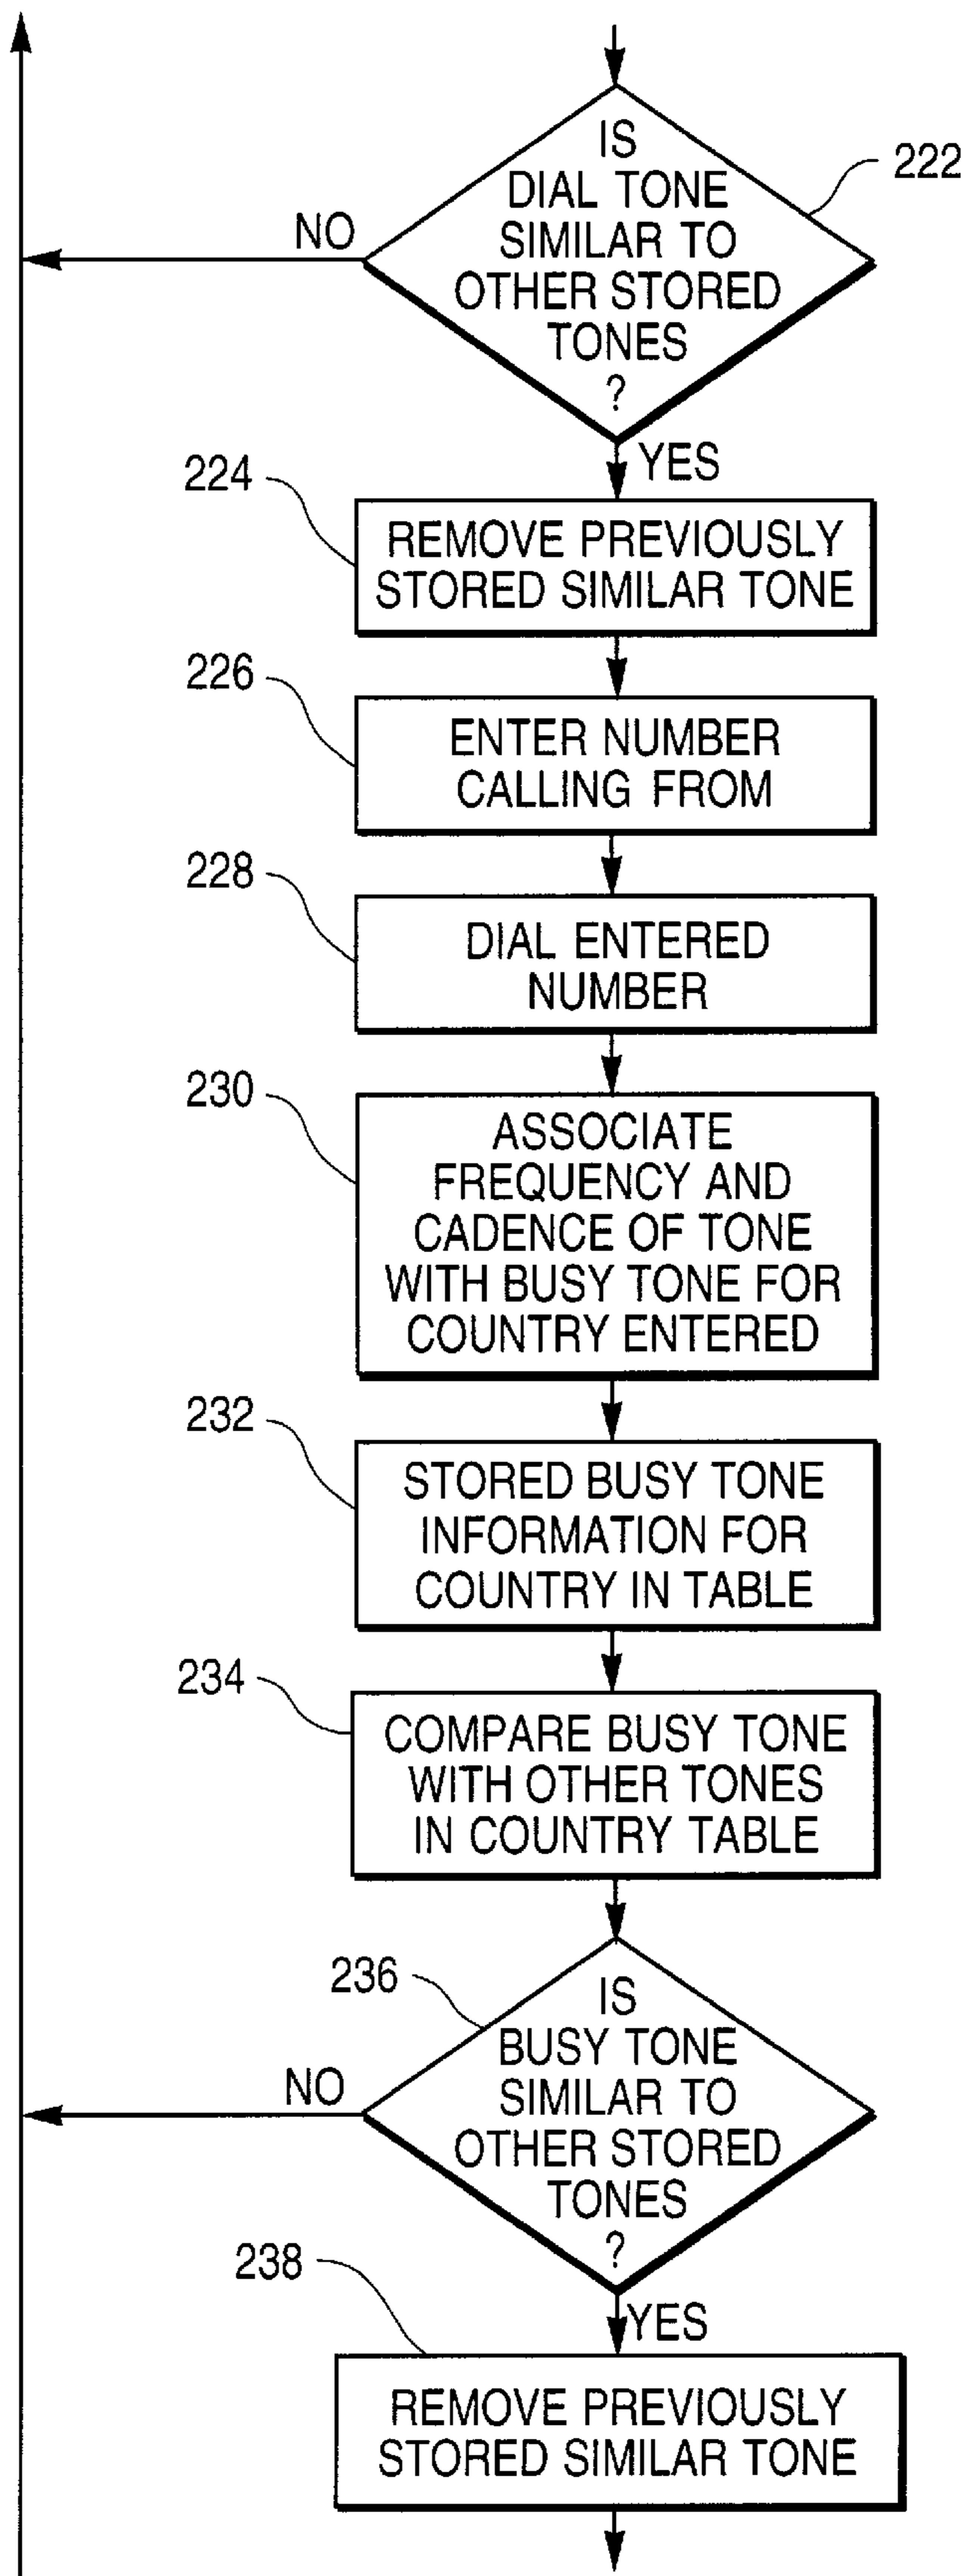 IS
DIAL TONE
SIMILAR TO
OTHER STORED
TONES
?
222
NO
YES
224
REMOVE PREVIOUSLY
STORED SIMILAR TONE
226
ENTER NUMBER
CALLING FROM
228
DIAL ENTERED
NUMBER
230
ASSOCIATE
FREQUENCY AND
CADENCE OF TONE
WITH BUSY TONE FOR
COUNTRY ENTERED
232
STORED BUSY TONE
INFORMATION FOR
COUNTRY IN TABLE
234
COMPARE BUSY TONE
WITH OTHER TONES
IN COUNTRY TABLE
236
IS
BUSY TONE
SIMILAR TO
OTHER STORED
TONES
?
NO
YES
238
REMOVE PREVIOUSLY
STORED SIMILAR TONE